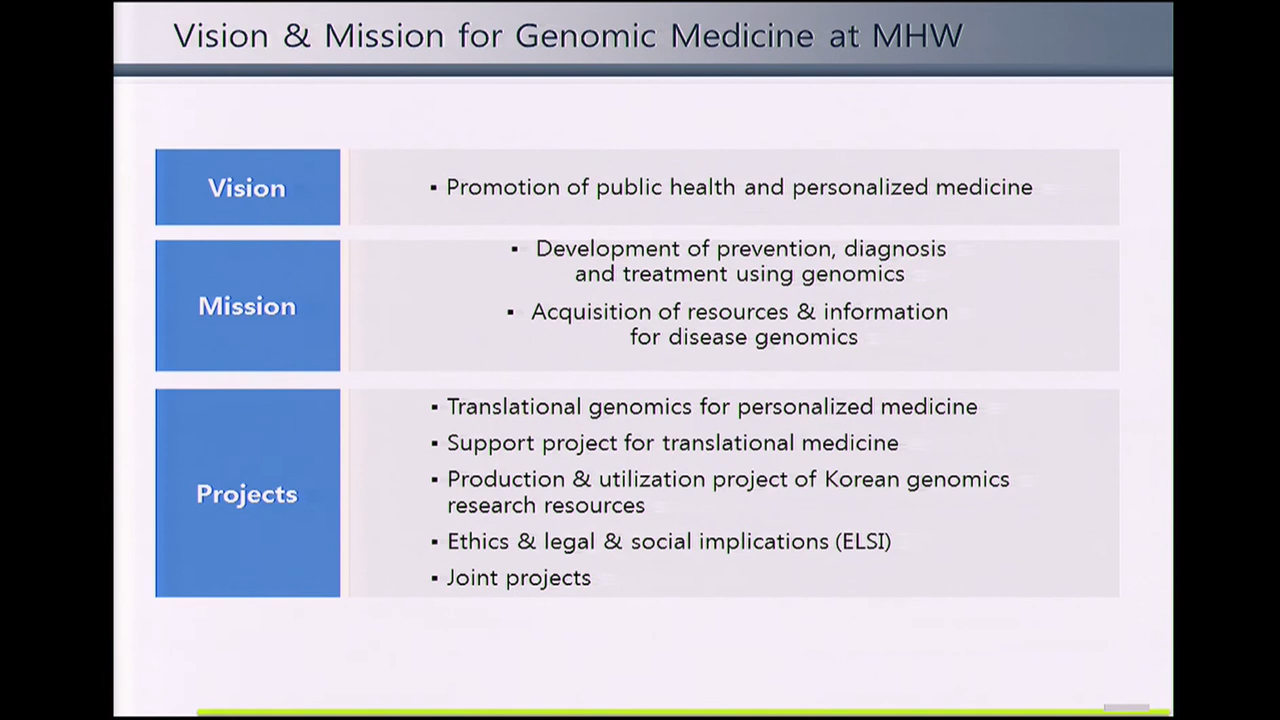 Vision & Mission for Genomic Medicine at MHW
Vision
▪ Promotion of public health and personalized medicine
Mission
▪ Development of prevention, diagnosis
and treatment using genomics
▪ Acquisition of resources & information
for disease genomics
Projects
▪ Translational genomics for personalized medicine
▪ Support project for translational medicine
▪ Production & utilization project of Korean genomics
research resources
▪ Ethics & legal & social implications (ELSI)
▪ Joint projects